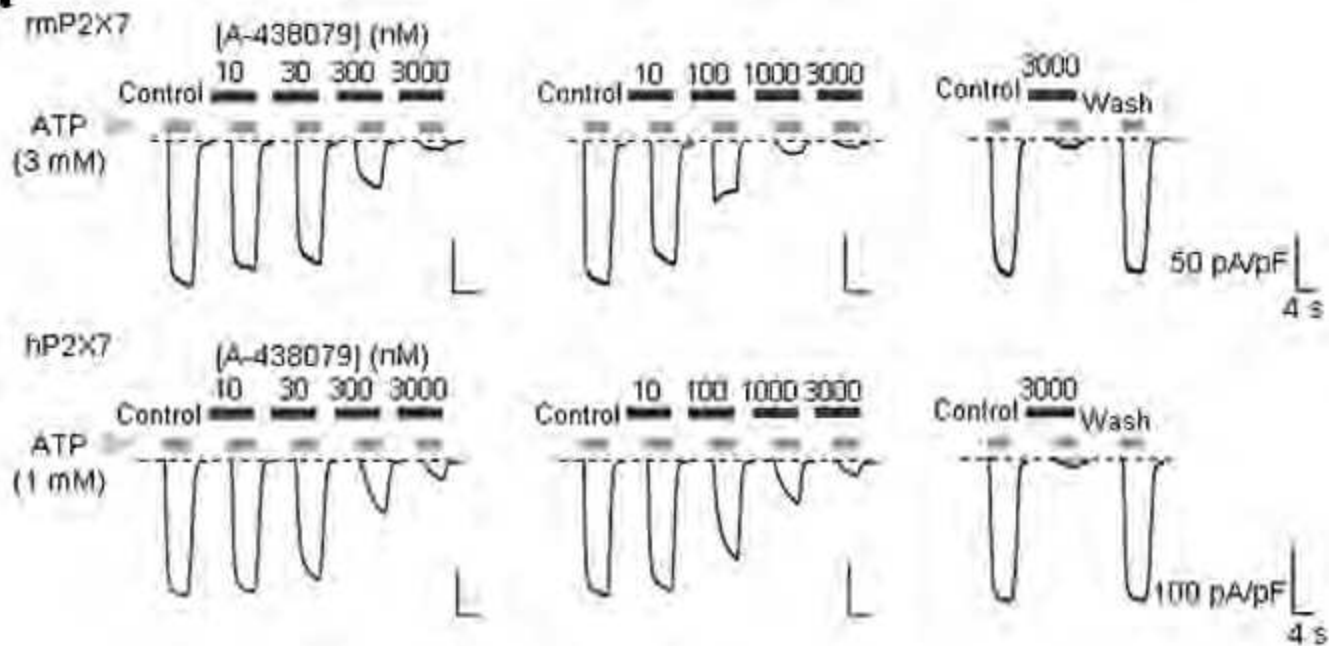 rmP2X7
[A-438079] (nM)
10 30 300 3000
Control
10 100 1000 3000
Control
3000
Control
Wash
ATP
(3 mM)
50 pA/pF
4 s
hP2X7
[A-438079] (nM)
10 30 300 3000
Control
10 100 1000 3000
Control
3000
Control
Wash
ATP
(1 mM)
100 pA/pF
4 s